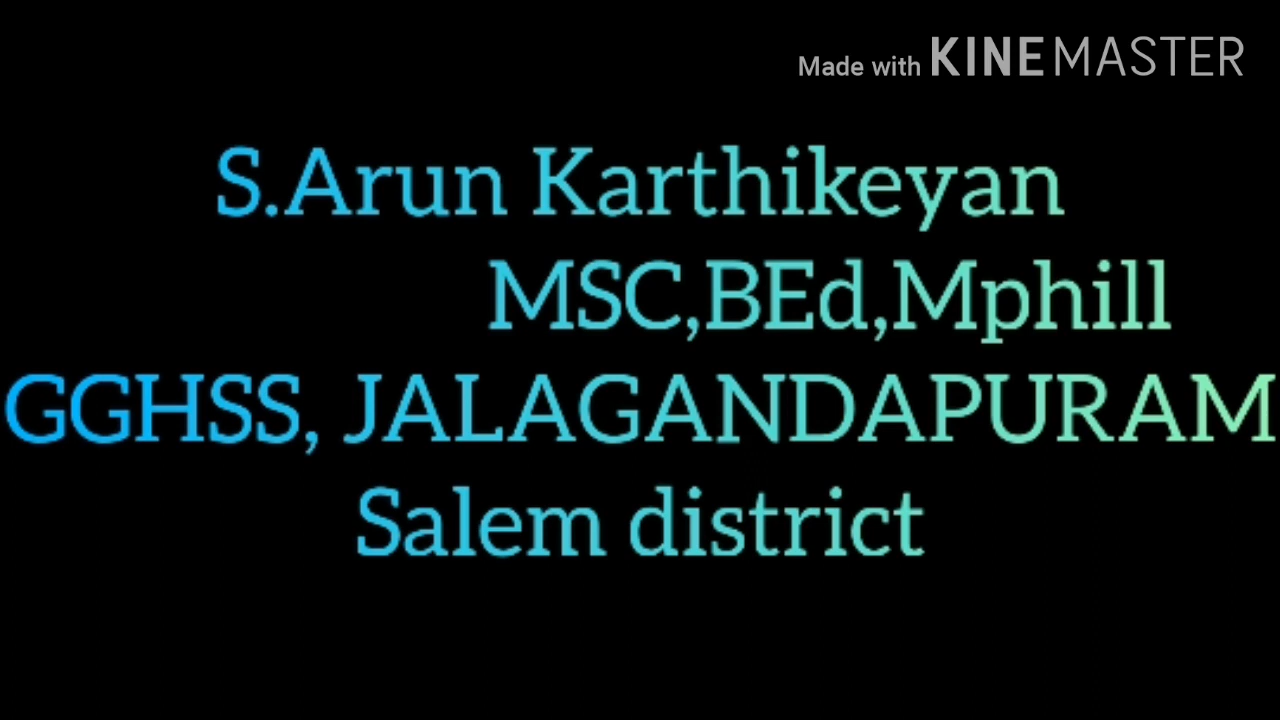 Made with KINEMASTER
S.Arun Karthikeyan
MSC,BEd,Mphill
GGHSS, JALAGANDAPURAM
Salem district